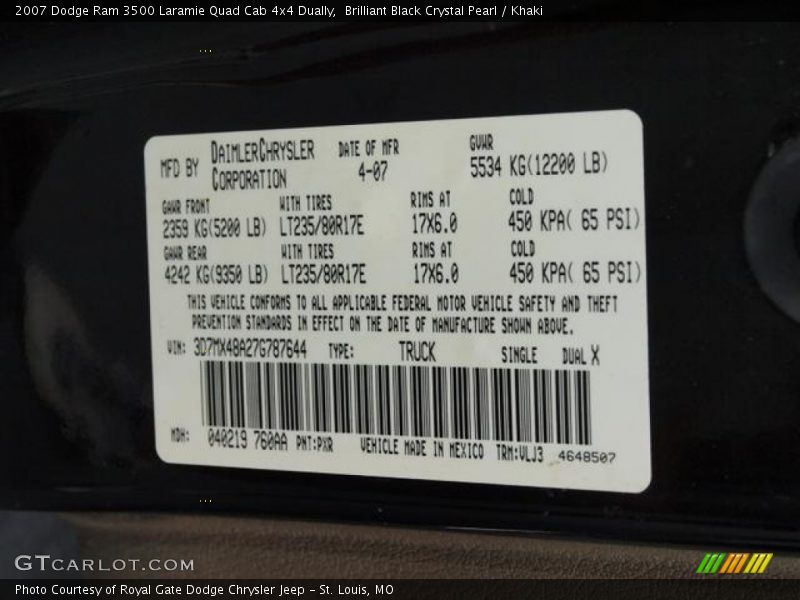 2007 Dodge Ram 3500 Laramie Quad Cab 4x4 Dually,  Brilliant Black Crystal Pearl / Khaki
MFD BY DAIMLERCHRYSLER CORPORATION DATE OF MFR 4-07 GVWR 5534 KG(12200 LB)
GAWR FRONT WITH TIRES RIMS AT COLD
2359 KG(5200 LB) LT235/80R17E 17X6.0 450 KPA( 65 PSI)
GAWR REAR WITH TIRES RIMS AT COLD
4242 KG(9350 LB) LT235/80R17E 17X6.0 450 KPA( 65 PSI)
THIS VEHICLE CONFORMS TO ALL APPLICABLE FEDERAL MOTOR VEHICLE SAFETY AND THEFT
PREVENTION STANDARDS IN EFFECT ON THE DATE OF MANUFACTURE SHOWN ABOVE.
VIN: 3D7MX48A27G787644 TYPE: TRUCK SINGLE DUAL X
MDH: 040219 760AA PNT:PXR VEHICLE MADE IN MEXICO TRM:VLJ3 4648507
GTCARLOT.COM
Photo Courtesy of Royal Gate Dodge Chrysler Jeep – St. Louis, MO